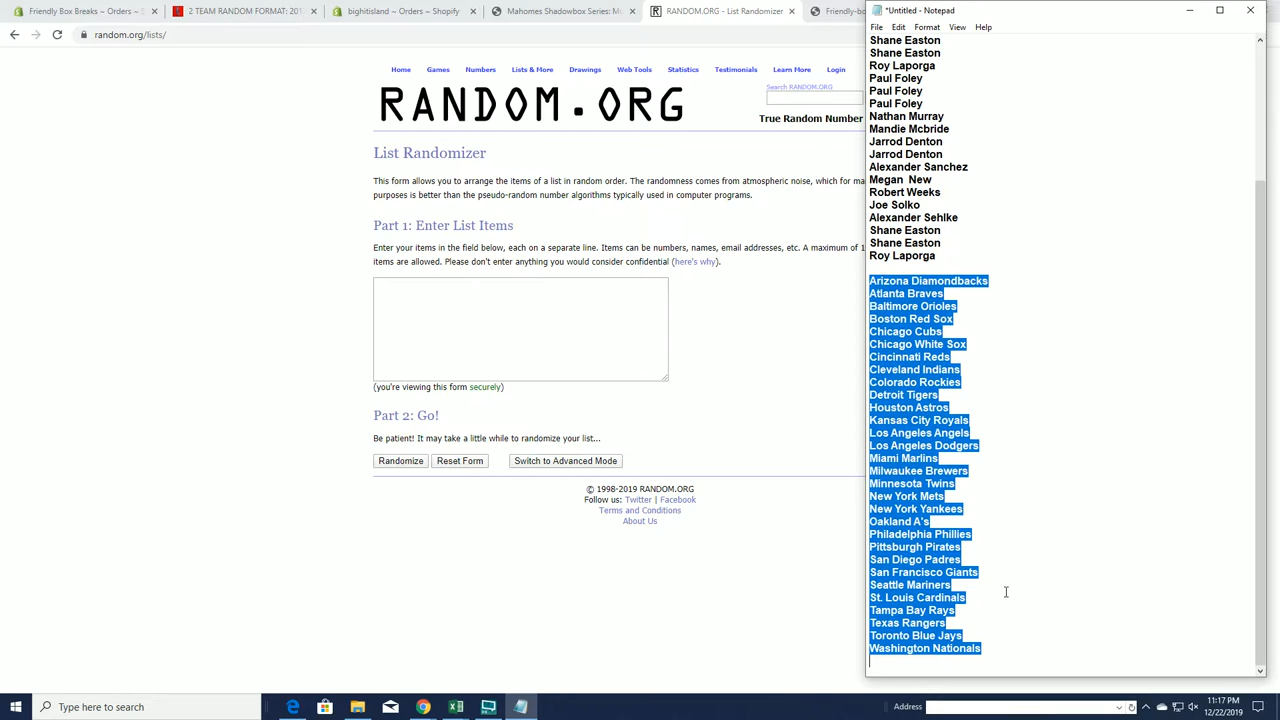 Friendly Box Breaks ~ Orders ~ S
2 TEAM RANDOM FORMAT: 201
bighitisland ~ Orders ~ Shopify
Mahomes Shadowbox Series: Mu
RANDOM.ORG - List Randomizer
Friendly-bo
*Untitled - Notepad
random.org/lists/
File Edit Format View Help
Home Games Numbers Lists & More Drawings Web Tools Statistics Testimonials Learn More Login
Search RANDOM.ORG
RANDOM.ORG
True Random Number
List Randomizer
This form allows you to arrange the items of a list in random order. The randomness comes from atmospheric noise, which for ma
purposes is better than the pseudo-random number algorithms typically used in computer programs.
Part 1: Enter List Items
Enter your items in the field below, each on a separate line. Items can be numbers, names, email addresses, etc. A maximum of 1
items are allowed. Please don't enter anything you would consider confidential (here's why).
(you're viewing this form securely)
Part 2: Go!
Be patient! It may take a little while to randomize your list...
Randomize Reset Form Switch to Advanced Mode
© 1998-2019 RANDOM.ORG
Follow us: Twitter | Facebook
Terms and Conditions
About Us
Shane Easton
Shane Easton
Roy Laporga
Paul Foley
Paul Foley
Paul Foley
Nathan Murray
Mandie Mcbride
Jarrod Denton
Jarrod Denton
Alexander Sanchez
Megan  New
Robert Weeks
Joe Solko
Alexander Sehlke
Shane Easton
Shane Easton
Roy Laporga
Arizona Diamondbacks
Atlanta Braves
Baltimore Orioles
Boston Red Sox
Chicago Cubs
Chicago White Sox
Cincinnati Reds
Cleveland Indians
Colorado Rockies
Detroit Tigers
Houston Astros
Kansas City Royals
Los Angeles Angels
Los Angeles Dodgers
Miami Marlins
Milwaukee Brewers
Minnesota Twins
New York Mets
New York Yankees
Oakland A's
Philadelphia Phillies
Pittsburgh Pirates
San Diego Padres
San Francisco Giants
Seattle Mariners
St. Louis Cardinals
Tampa Bay Rays
Texas Rangers
Toronto Blue Jays
Washington Nationals
Type here to search
Address
11:17 PM
12/22/2019